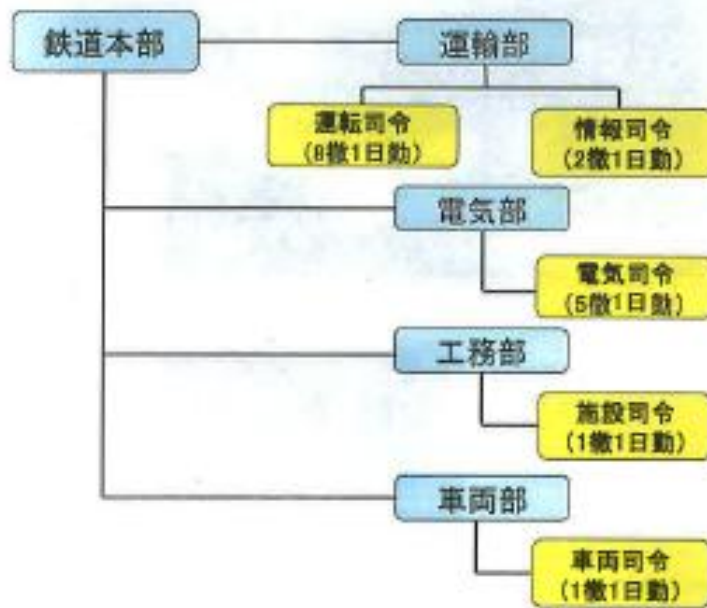 鉄道本部
運輸部
運転司令
(8徹1日勤)
情報司令
(2徹1日勤)
電気部
電気司令
(5徹1日勤)
工務部
施設司令
(1徹1日勤)
車両部
車両司令
(1徹1日勤)